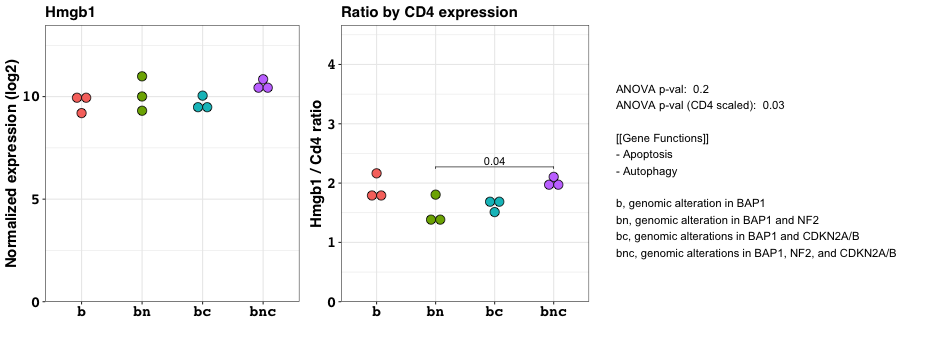 Hmgb1
Normalized expression (log2)
10
5
0
b bn bc bnc
Ratio by CD4 expression
Hmgb1 / Cd4 ratio
4
3
2
1
0
0.04
b bn bc bnc
ANOVA p-val: 0.2
ANOVA p-val (CD4 scaled): 0.03
[[Gene Functions]]
- Apoptosis
- Autophagy
b, genomic alteration in BAP1
bn, genomic alteration in BAP1 and NF2
bc, genomic alterations in BAP1 and CDKN2A/B
bnc, genomic alterations in BAP1, NF2, and CDKN2A/B